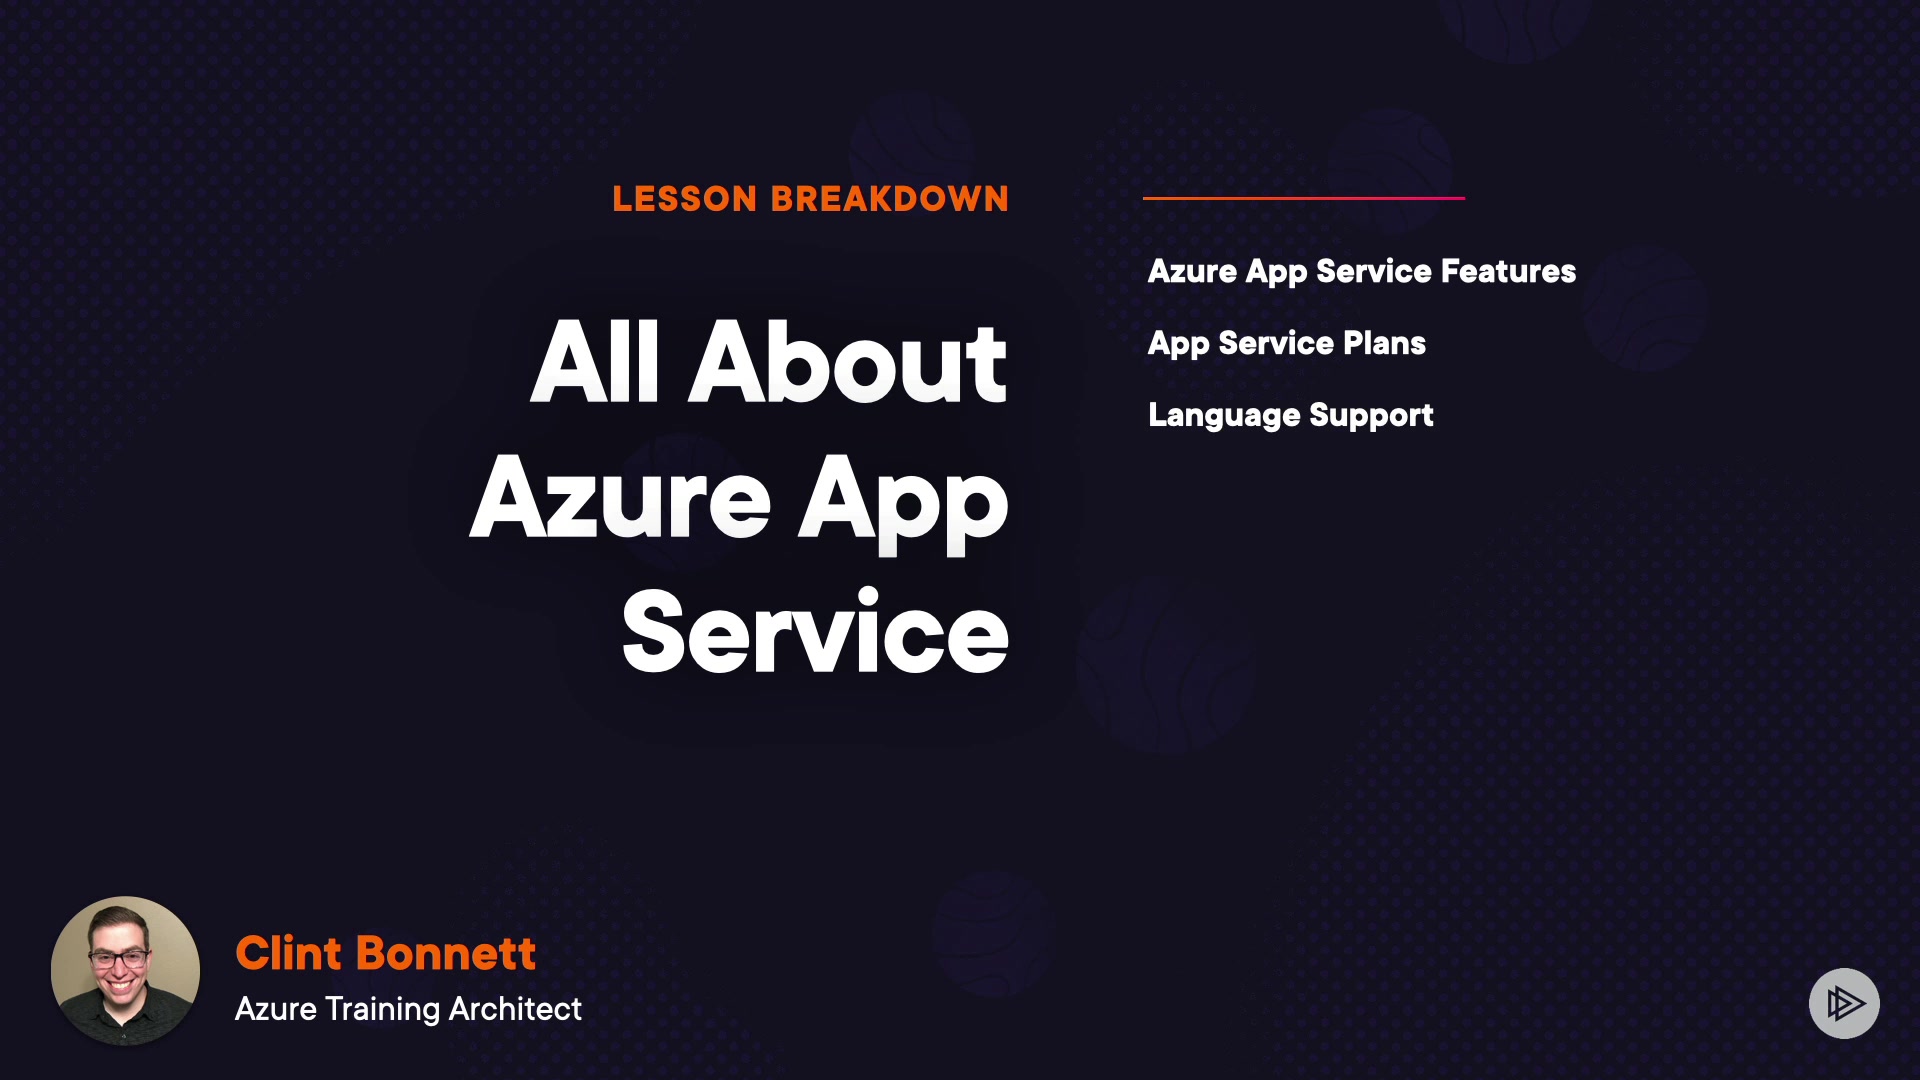 LESSON BREAKDOWN
All About
Azure App
Service
Azure App Service Features
App Service Plans
Language Support
Clint Bonnett
Azure Training Architect